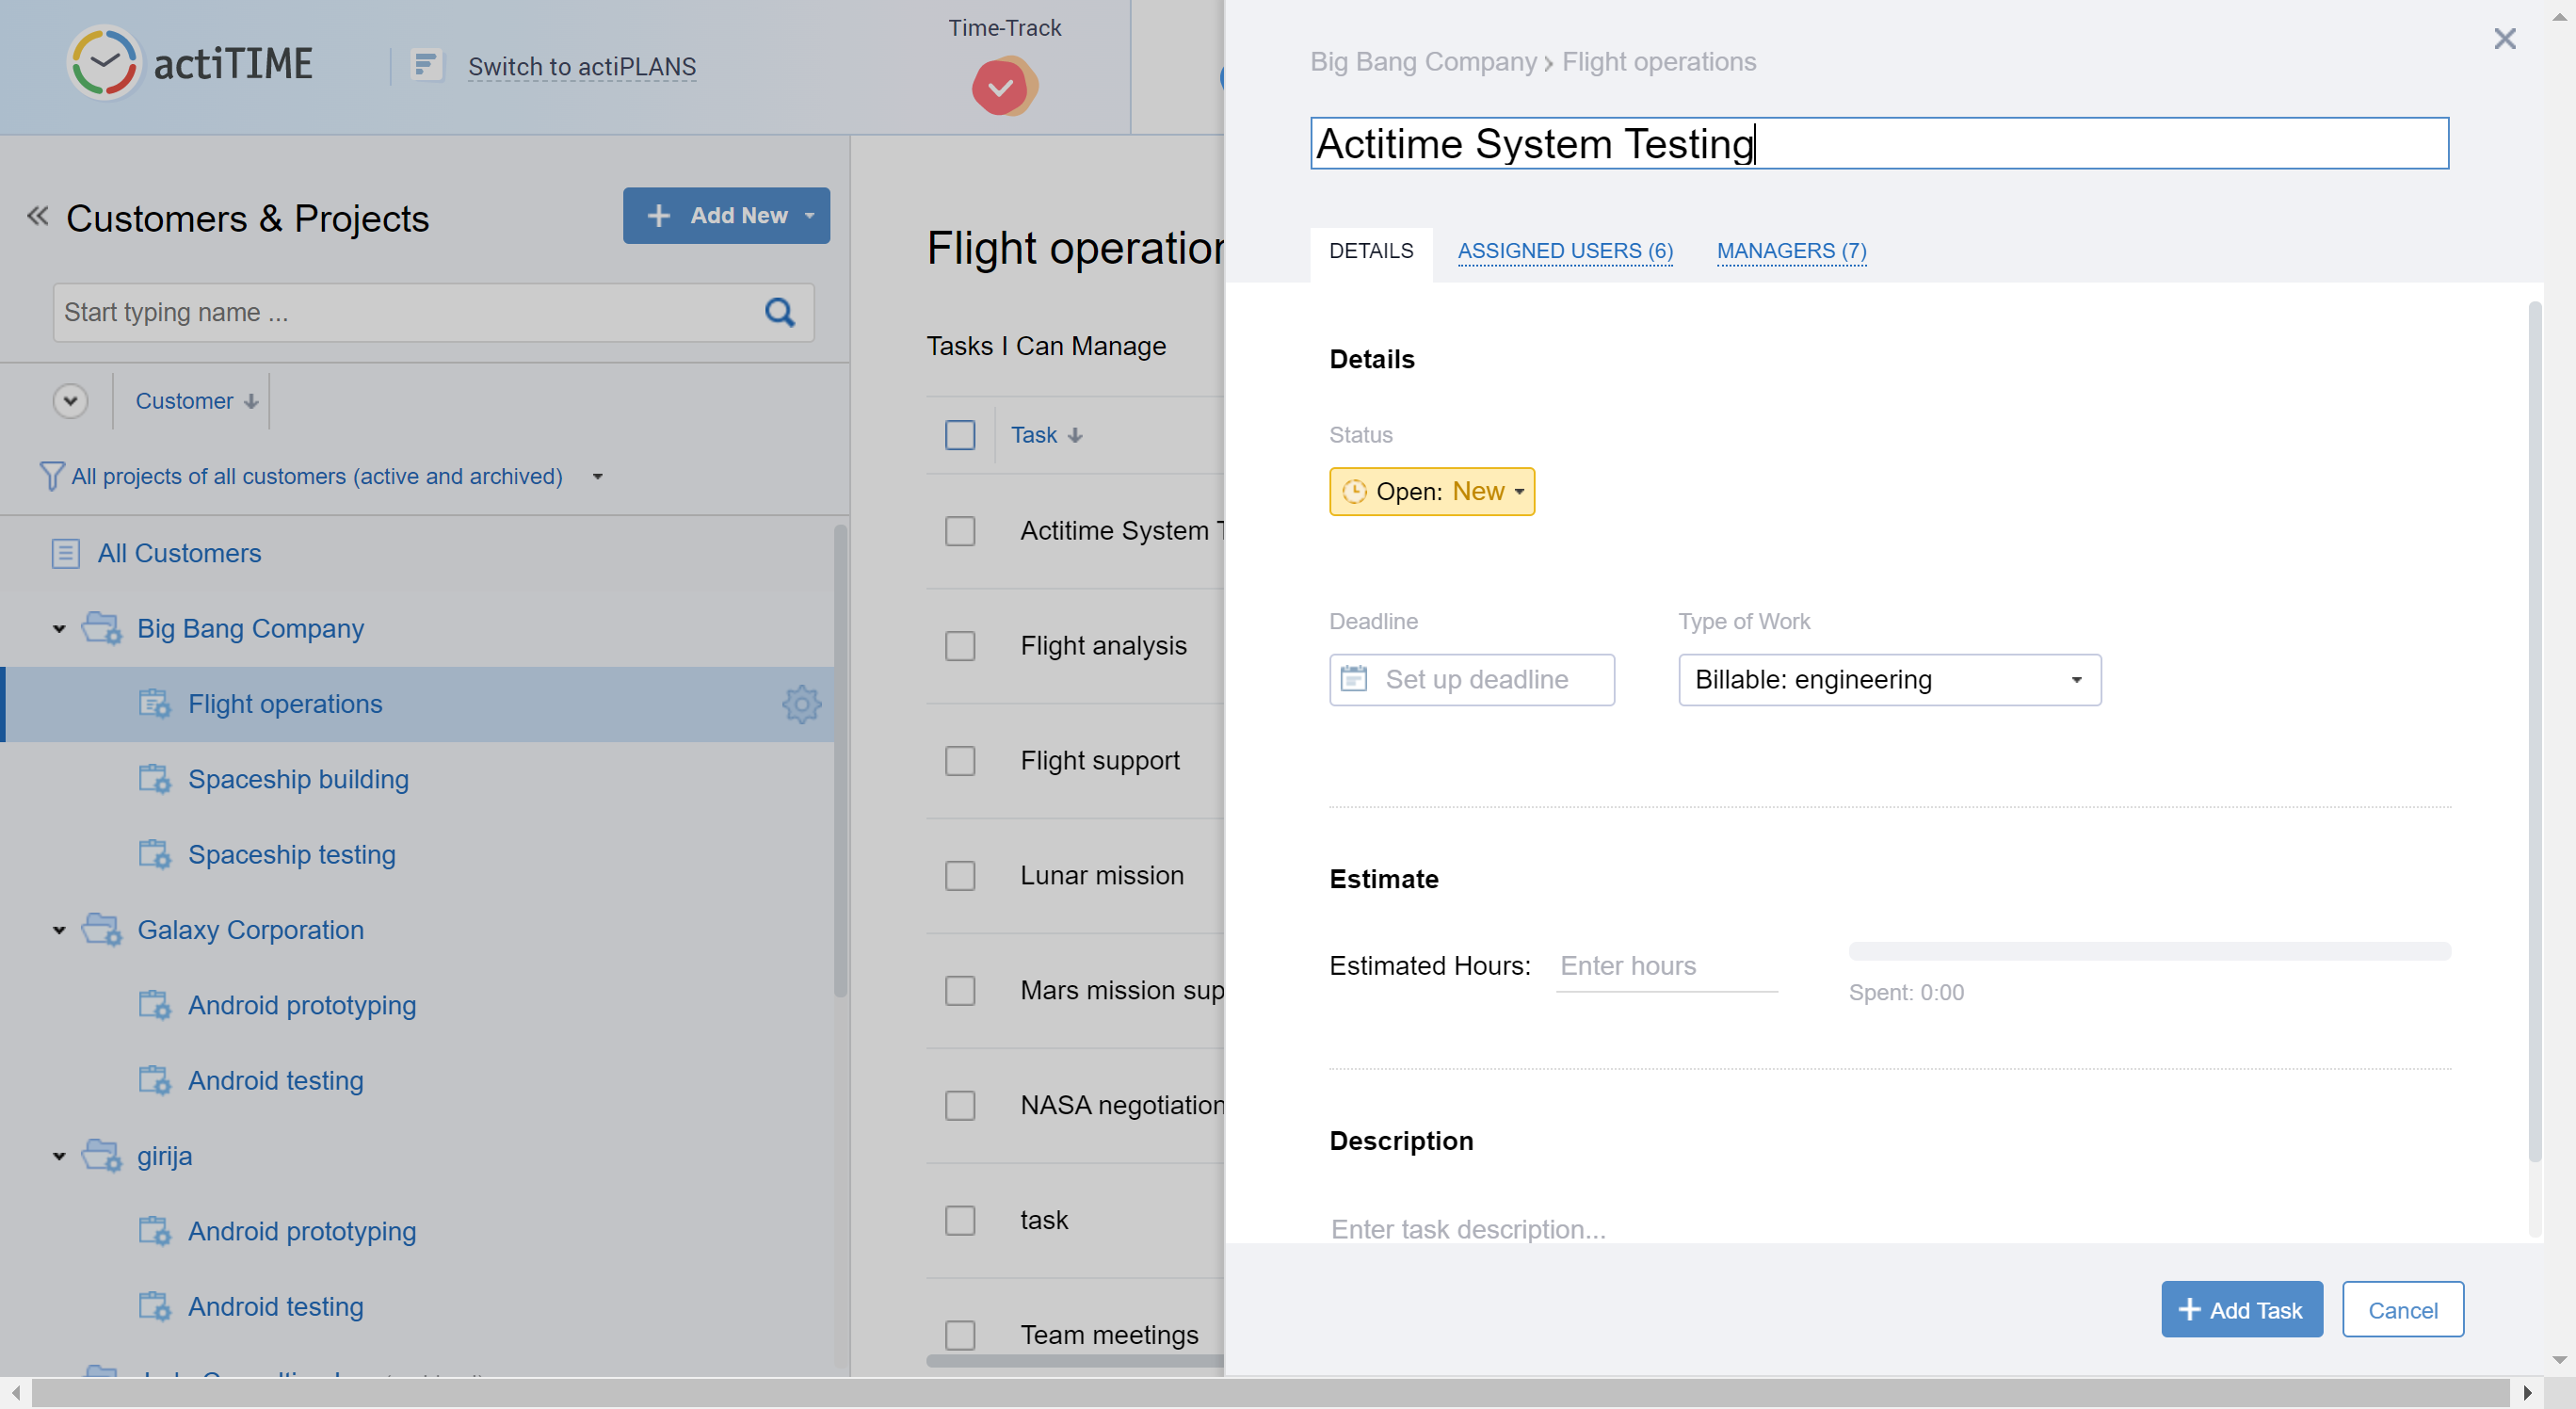 actiTIME
Switch to actiPLANS
Time-Track
Customers & Projects
Add New
Start typing name ...
Customer
All projects of all customers (active and archived)
All Customers
Big Bang Company
Flight operations
Spaceship building
Spaceship testing
Galaxy Corporation
Android prototyping
Android testing
girija
Android prototyping
Android testing
Flight operation
Tasks I Can Manage
Task
Actitime System T
Flight analysis
Flight support
Lunar mission
Mars mission sup
NASA negotiation
task
Team meetings
Big Bang Company › Flight operations
Actitime System Testing
DETAILS
ASSIGNED USERS (6)
MANAGERS (7)
Details
Status
Open: New
Deadline
Type of Work
Set up deadline
Billable: engineering
Estimate
Estimated Hours: Enter hours
Spent: 0:00
Description
Enter task description...
Add Task
Cancel